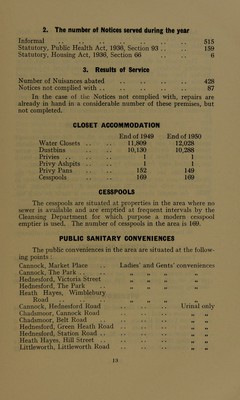 2. The number of Notices served during the year
Informal .. .. .. .. .. .. .. 515
Statutory, Public Health Act, 1936, Section 93 .. .. .. 159
Statutory, Housing Act, 1936, Section 66 .. .. .. 6
3. Results of Service
Number of Nuisances abated .. .. .. .. .. 428
Notices not complied with .. .. .. .. .. .. 87
In the case of the Notices not complied with, repairs are
already in hand in a considerable number of these premises, but
not completed.
CLOSET ACCOMMODATION
End of 1949 End of 1950
Water Closets .. .. 11,809 12,028
Dustbins .. .. 10,130 10,288
Privies .. .. .. 1 1
Privy Ashpits .. .. 1 1
Privy Pans .. .. 152 149
Cesspools .. .. 169 169
CESSPOOLS
The cesspools are situated at properties in the area where no
sewer is available and are emptied at frequent intervals by the
Cleansing Department for which purpose a modern cesspool
emptier is used. The number of cesspools in the area is 169.
PUBLIC SANITARY CONVENIENCES
The public conveniences in the area are situated at the follow-
ing points :
Cannock, Market Place .. Ladies' and Gents' conveniences
Cannock, The Park .. .. „ „ „ „
Hednesford, Victoria Street „ „ „ „
Hednesford, The Park .. „ „ „ „
Heath Hayes, Wimblebury
Road .. .. .. „ „ „ „
Cannock, Hednesford Road .. .. .. Urinal only
Chadsmoor, Cannock Road .. .. .. „ „
Chadsmoor, Belt Road .. .. .. „ „
Hednesford, Green Heath Road .. .. .. „ „
Hednesford, Station Road .. .. .. .. „ „
Heath Hayes, Hill Street .. .. .. .. „ „
Littleworth, Littleworth Road .. .. .. „ „
13